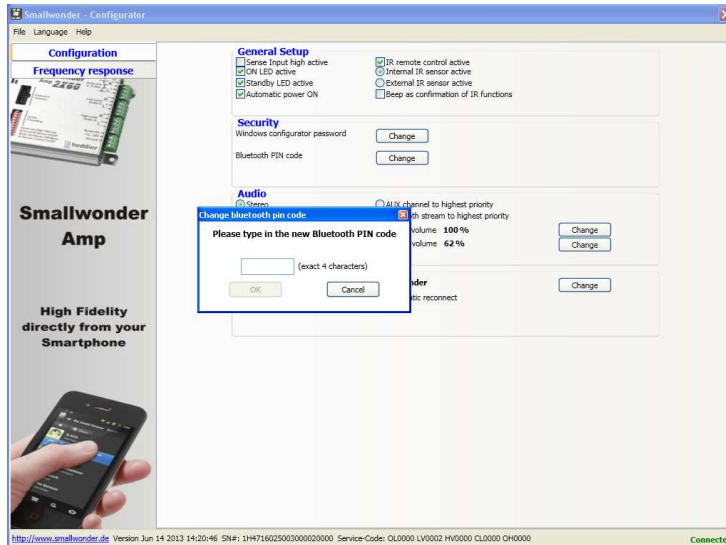 Smallwonder - Configurator
File Language Help
Configuration
Frequency response
Amp 2X60
heddier
Smallwonder
Amp
High Fidelity
directly from your
Smartphone
General Setup
Sense Input high active
ON LED active
Standby LED active
Automatic power ON
IR remote control active
Internal IR sensor active
External IR sensor active
Beep as confirmation of IR functions
Security
Windows configurator password
Change
Bluetooth PIN code
Change
Audio
Stereo
AUX channel to highest priority
th stream to highest priority
volume 100 %
Change
volume 62 %
Change
nder
Change
tic reconnect
Change bluetooth pin code
Please type in the new Bluetooth PIN code
(exact 4 characters)
OK
Cancel
http://www.smallwonder.de Version Jun 14 2013 14:20:46 SN#: 1H4716025003000020000 Service-Code: OL0000 LV0002 HV0000 CL0000 OH0000
Connecte